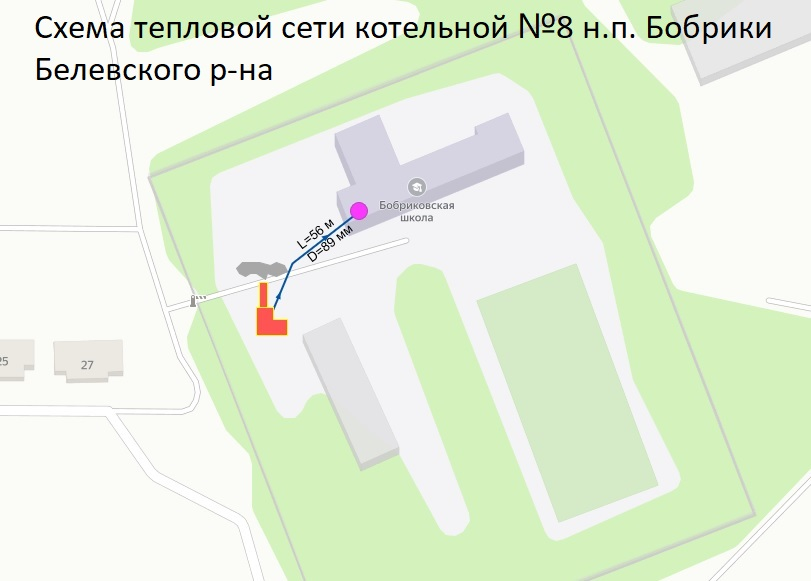 Схема тепловой сети котельной №8 н.п. Бобрики
Белевского р-на
Бобриковская
школа
L=56 м
D=89 мм
25
27